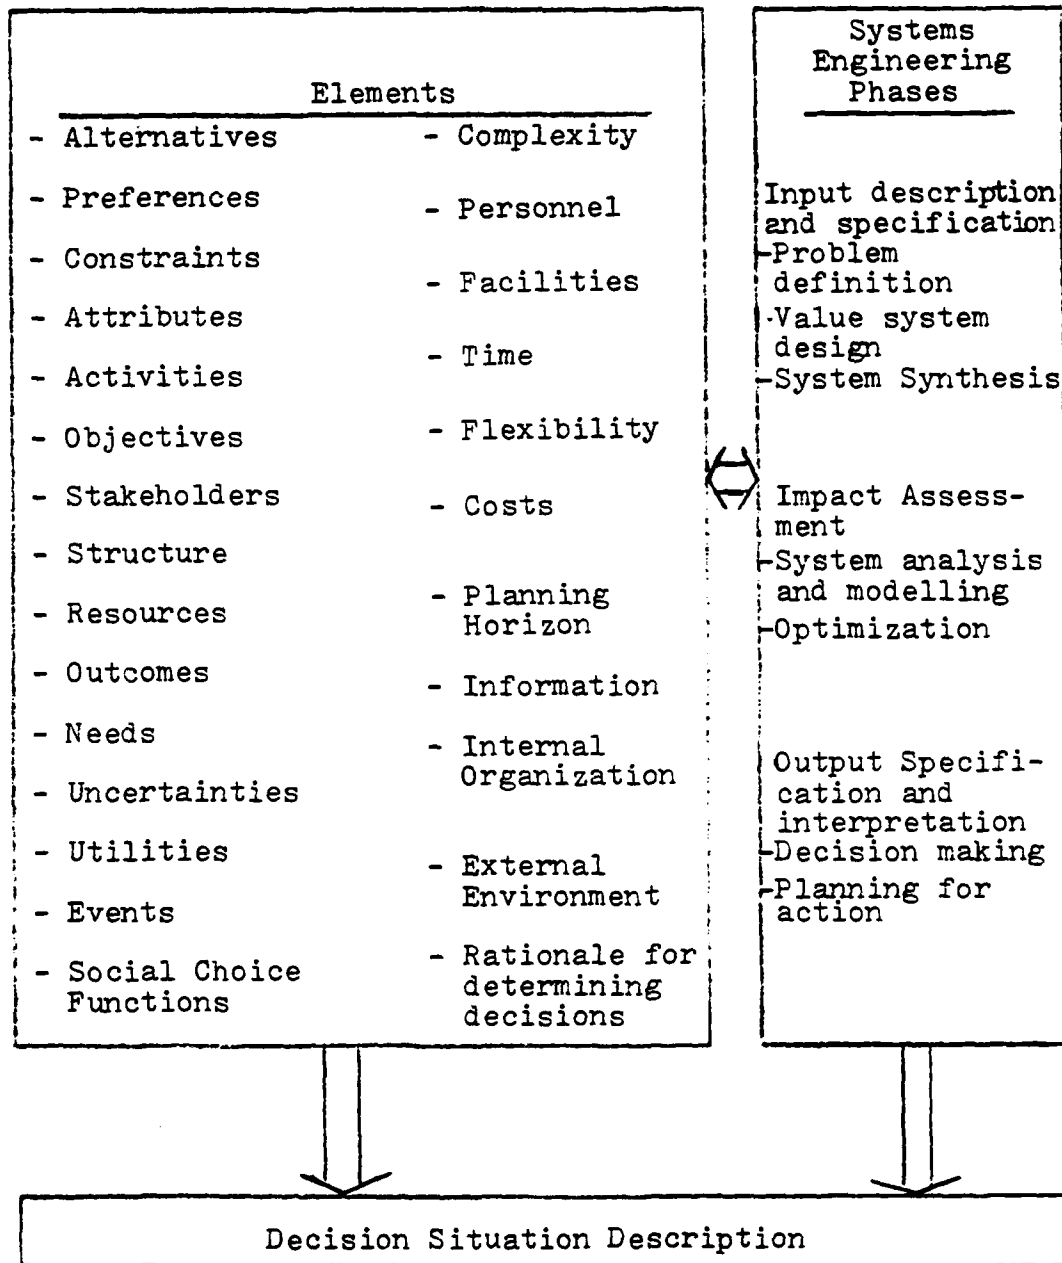 Elements
- Alternatives
- Preferences
- Constraints
- Attributes
- Activities
- Objectives
- Stakeholders
- Structure
- Resources
- Outcomes
- Needs
- Uncertainties
- Utilities
- Events
- Social Choice
Functions
- Complexity
- Personnel
- Facilities
- Time
- Flexibility
- Costs
- Planning
Horizon
- Information
- Internal
Organization
- External
Environment
- Rationale for
determining
decisions
Systems
Engineering
Phases
Input description
and specification
-Problem
definition
-Value system
design
-System Synthesis
Impact Assess-
ment
-System analysis
and modelling
-Optimization
Output Specifi-
cation and
interpretation
-Decision making
-Planning for
action
Decision Situation Description